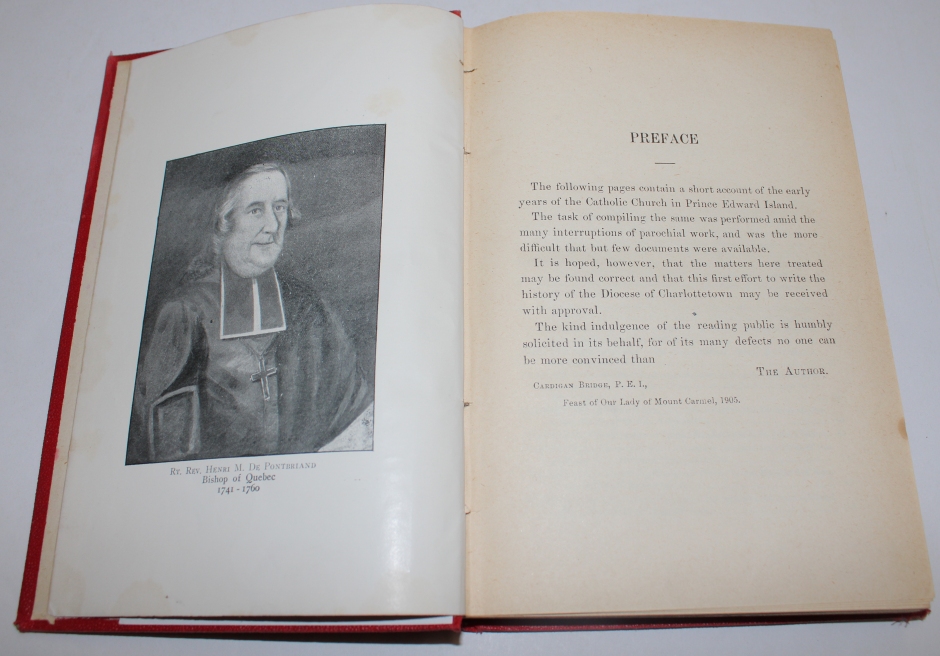 Rt. Rev. Henri M. De Pontbriand
Bishop of Quebec
1741 - 1760
PREFACE
The following pages contain a short account of the early
years of the Catholic Church in Prince Edward Island.
The task of compiling the same was performed amid the
many interruptions of parochial work, and was the more
difficult that but few documents were available.
It is hoped, however, that the matters here treated
may be found correct and that this first effort to write the
history of the Diocese of Charlottetown may be received
with approval.
The kind indulgence of the reading public is humbly
solicited in its behalf, for of its many defects no one can
be more convinced than
The Author.
Cardigan Bridge, P. E. I.,
Feast of Our Lady of Mount Carmel, 1905.